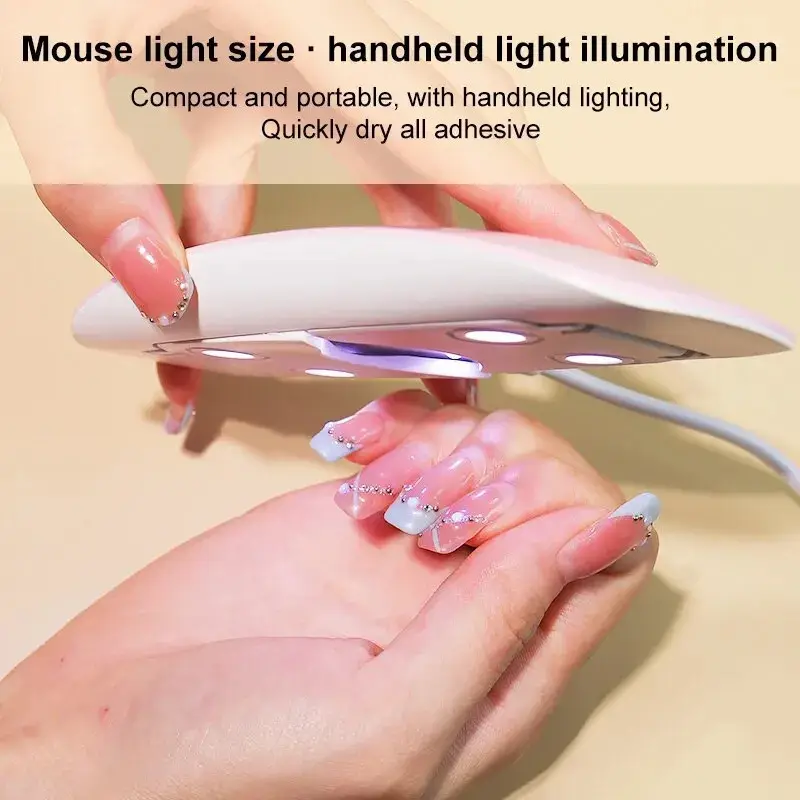 Mouse light size · handheld light illumination
Compact and portable, with handheld lighting,
Quickly dry all adhesive